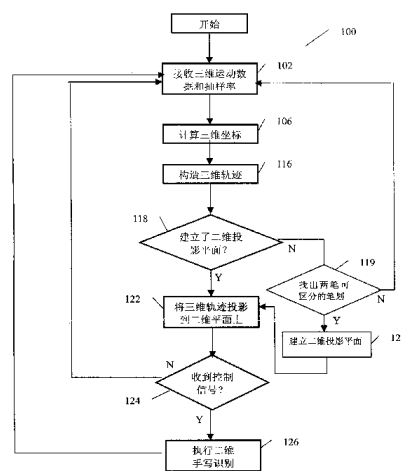 开始
100
接收三维运动数
据和抽样率
102
计算三维坐标
106
构造三维轨迹
116
118
建立了二维投
影平面?
N
119
Y
找出两笔可
区分的笔划
N
122
将三维轨迹投影
到二维平面上
Y
12
建立二维投影平面
N
收到控制
信号?
124
Y
126
执行二维
手写识别